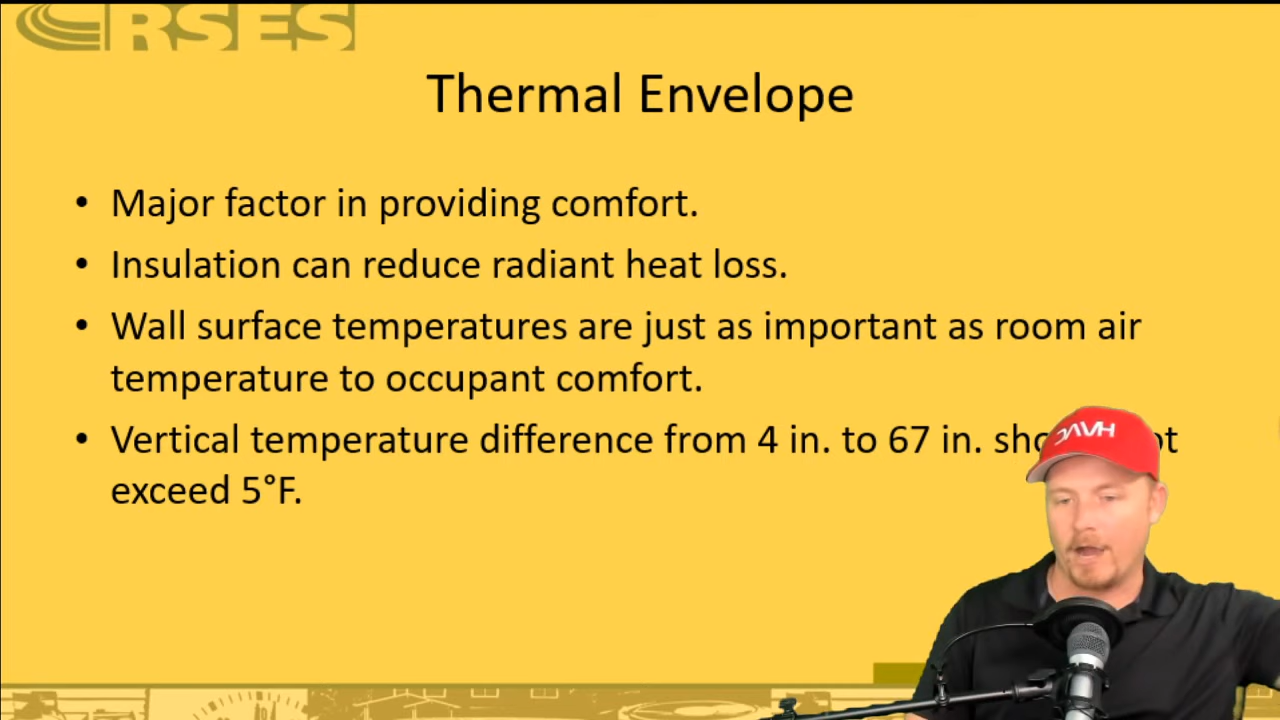 RSES
Thermal Envelope
• Major factor in providing comfort.
• Insulation can reduce radiant heat loss.
• Wall surface temperatures are just as important as room air
temperature to occupant comfort.
• Vertical temperature difference from 4 in. to 67 in.
exceed 5°F.